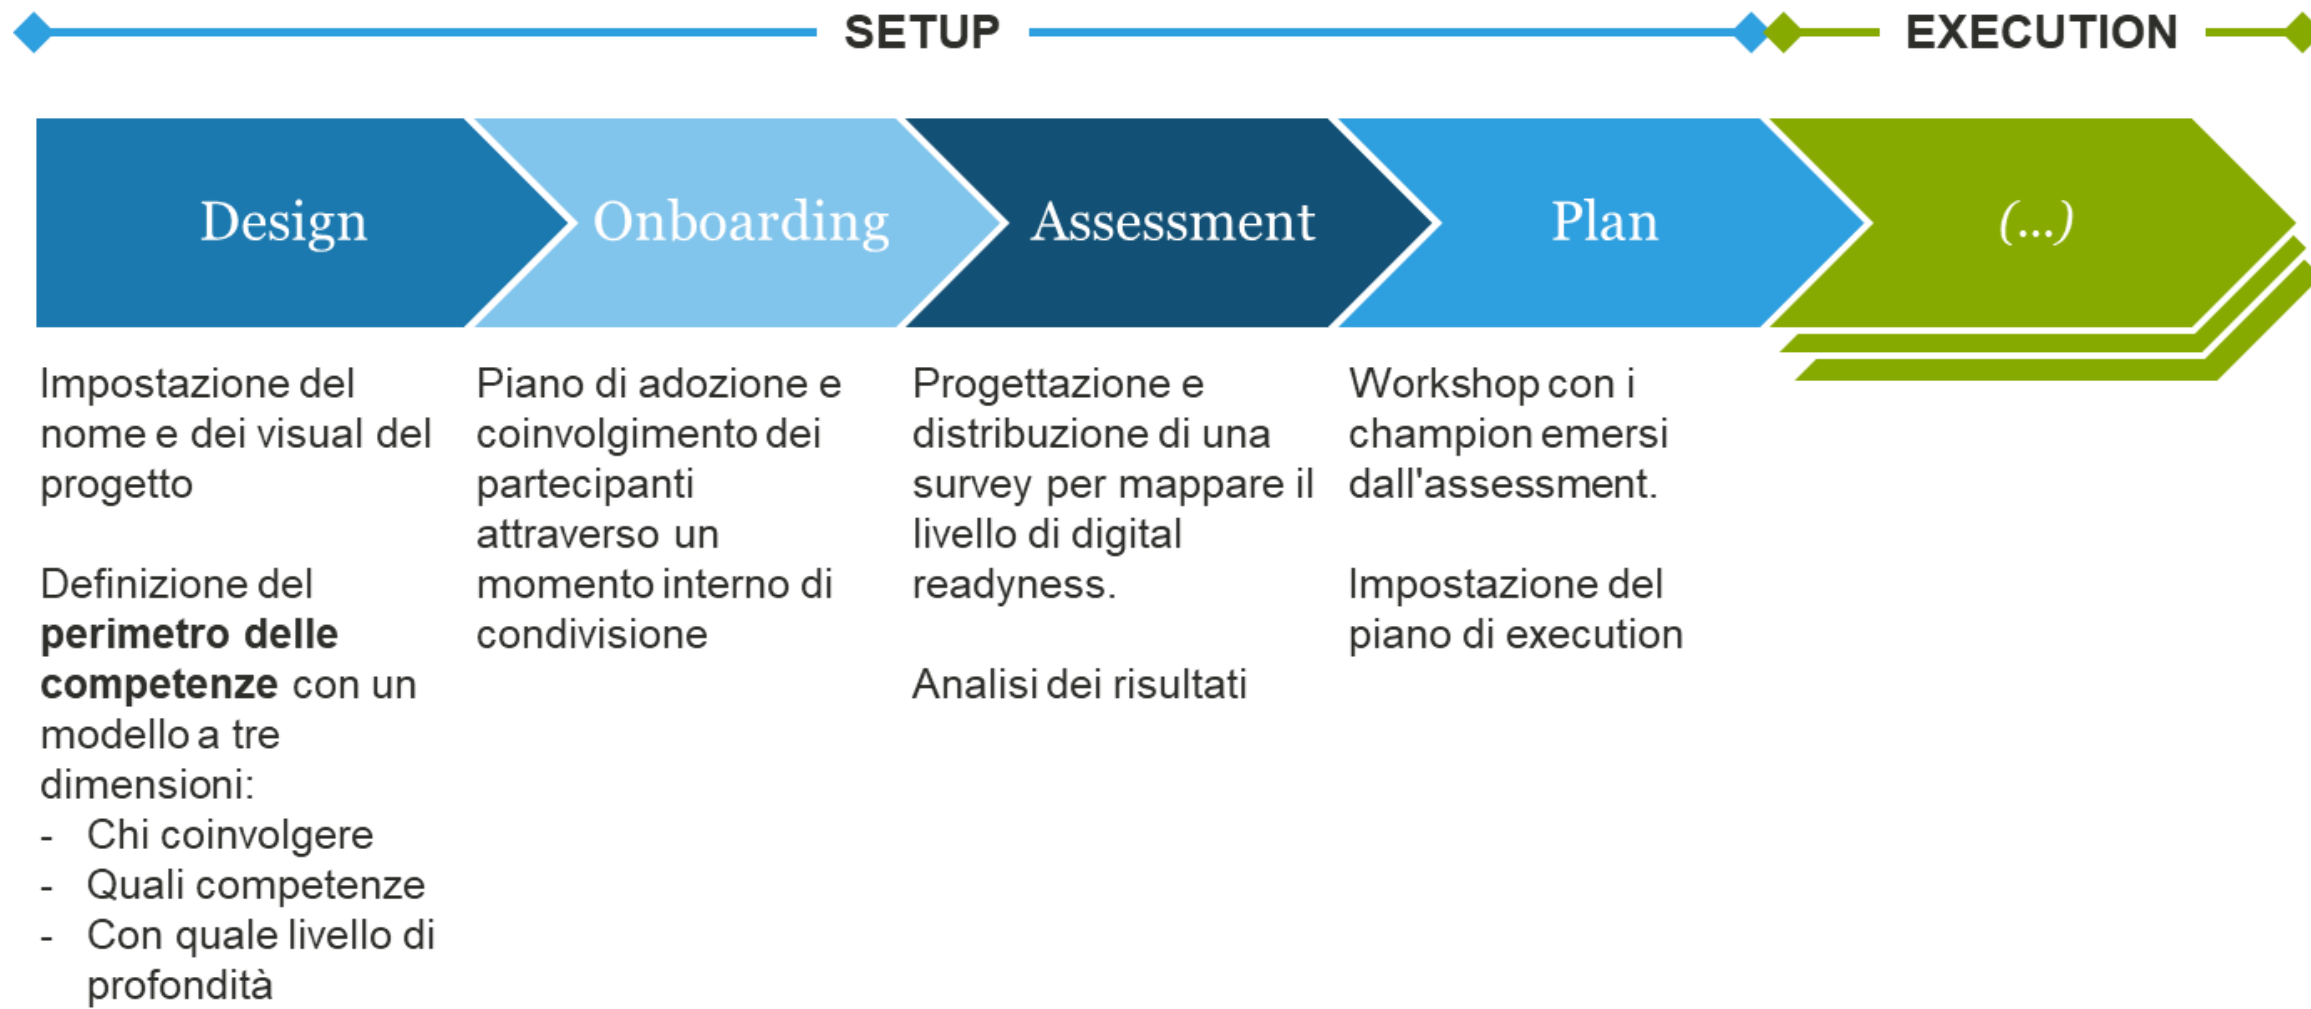 SETUP
EXECUTION
Design
Onboarding
Assessment
Plan
(...)
Impostazione del
nome e dei visual del
progetto
Definizione del
perimetro delle
competenze con un
modello a tre
dimensioni:
- Chi coinvolgere
- Quali competenze
- Con quale livello di
profondità
Piano di adozione e
coinvolgimento dei
partecipanti
attraverso un
momento interno di
condivisione
Progettazione e
distribuzione di una
survey per mappare il
livello di digital
readyness.
Analisi dei risultati
Workshop con i
champion emersi
dall'assessment.
Impostazione del
piano di execution